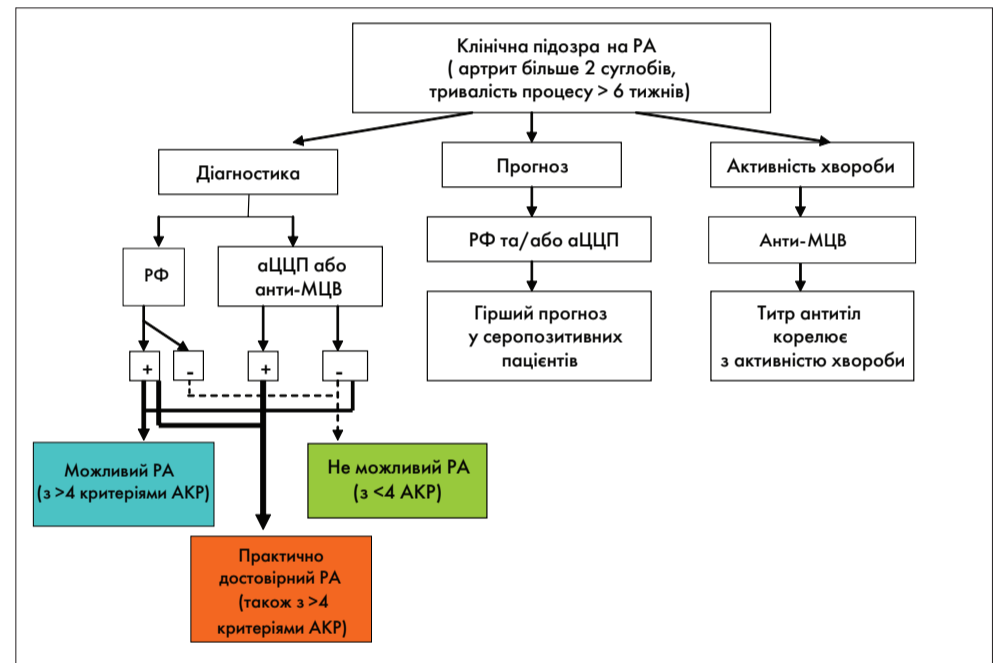 Клінічна підозра на РА
( артрит більше 2 суглобів,
тривалість процесу > 6 тижнів)
Діагностика
Прогноз
Активність хвороби
РФ
аЦЦП або
анти-МЦВ
РФ та/або аЦЦП
Анти-МЦВ
Гірший прогноз
у серопозитивних
пацієнтів
Титр антитіл
корелює
з активністю хвороби
+
-
+
-
Можливий РА
(з >4 критеріями АКР)
Не можливий РА
(з <4 АКР)
Практично
достовірний РА
(також з >4
критеріями АКР)